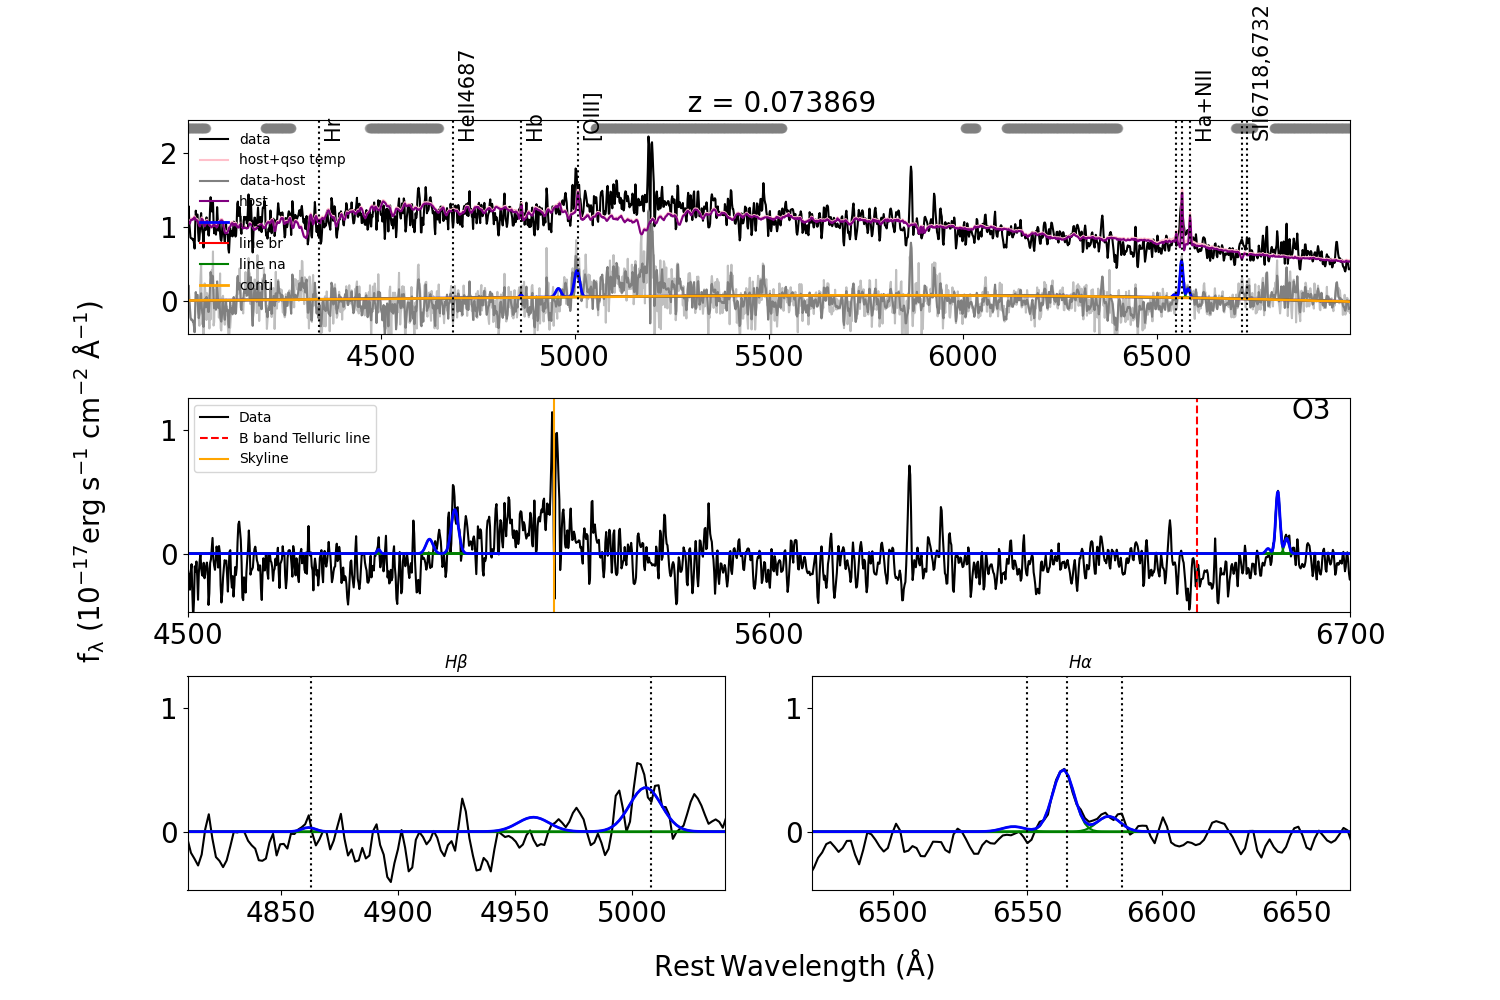 z = 0.073869
Hr
HeII4687
Hb
[OIII]
Ha+NII
SII6718,6732
data
host+qso temp
data-host
host
line br
line na
conti
2
1
0
4500 5000 5500 6000 6500
f_λ (10^{-17} erg s^{-1} cm^{-2} Å^{-1})
O3
Data
B band Telluric line
Skyline
1
0
4500 5600 6700
Hβ
1
0
4850 4900 4950 5000
Hα
1
0
6500 6550 6600 6650
Rest Wavelength (Å)